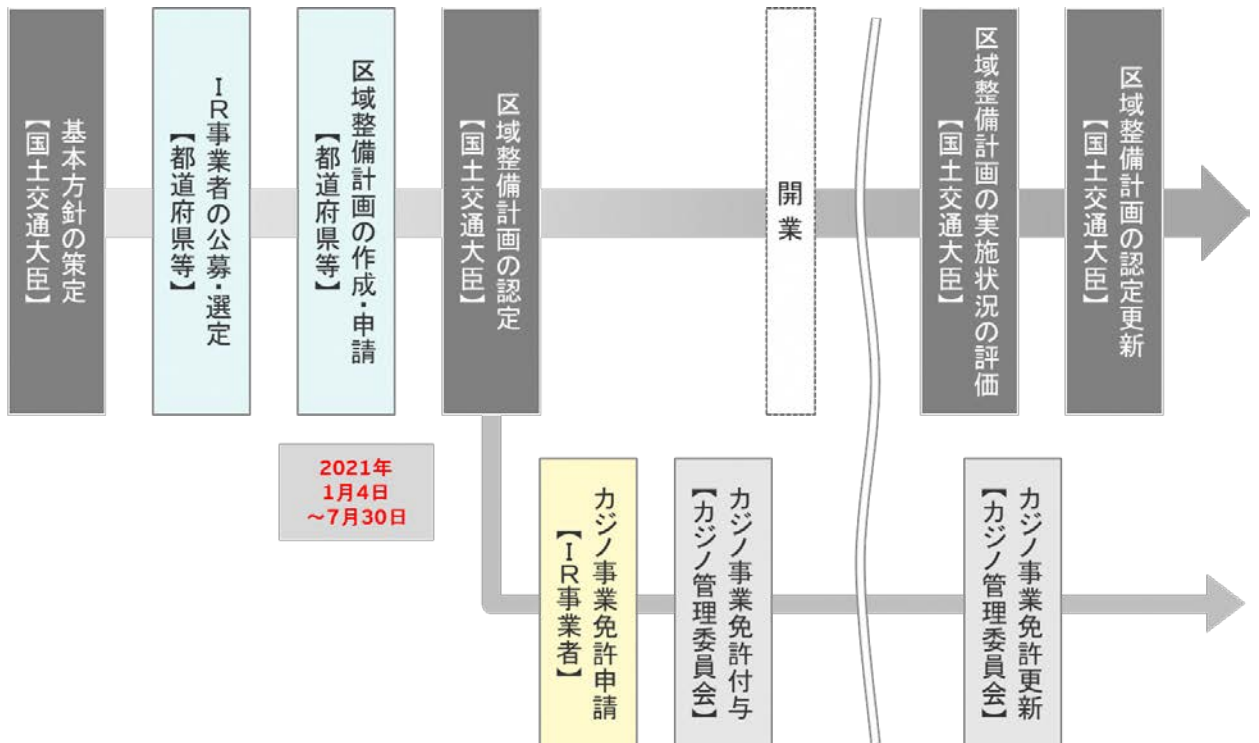 基本方針の策定
【国土交通大臣】
ＩＲ事業者の公募・選定
【都道府県等】
区域整備計画の作成・申請
【都道府県等】
区域整備計画の認定
【国土交通大臣】
開業
区域整備計画の実施状況の評価
【国土交通大臣】
区域整備計画の認定更新
【国土交通大臣】
2021年
1月4日
～7月30日
カジノ事業免許申請
【ＩＲ事業者】
カジノ事業免許付与
【カジノ管理委員会】
カジノ事業免許更新
【カジノ管理委員会】